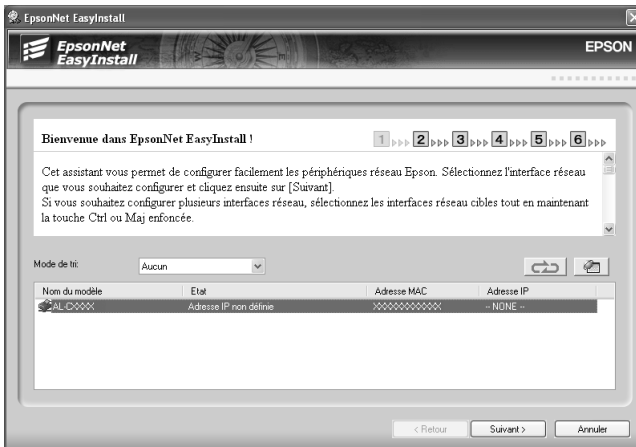 EpsonNet EasyInstall
EpsonNet
EasyInstall
EPSON
Bienvenue dans EpsonNet EasyInstall !
1 2 3 4 5 6
Cet assistant vous permet de configurer facilement les périphériques réseau Epson. Sélectionnez l'interface réseau
que vous souhaitez configurer et cliquez ensuite sur [Suivant].
Si vous souhaitez configurer plusieurs interfaces réseau, sélectionnez les interfaces réseau cibles tout en maintenant
la touche Ctrl ou Maj enfoncée.
Mode de tri: Aucun
Nom du modèle Etat Adresse MAC Adresse IP
AL-CXXXX Adresse IP non définie XXXXXXXXXXXX -- NONE --
< Retour Suivant > Annuler